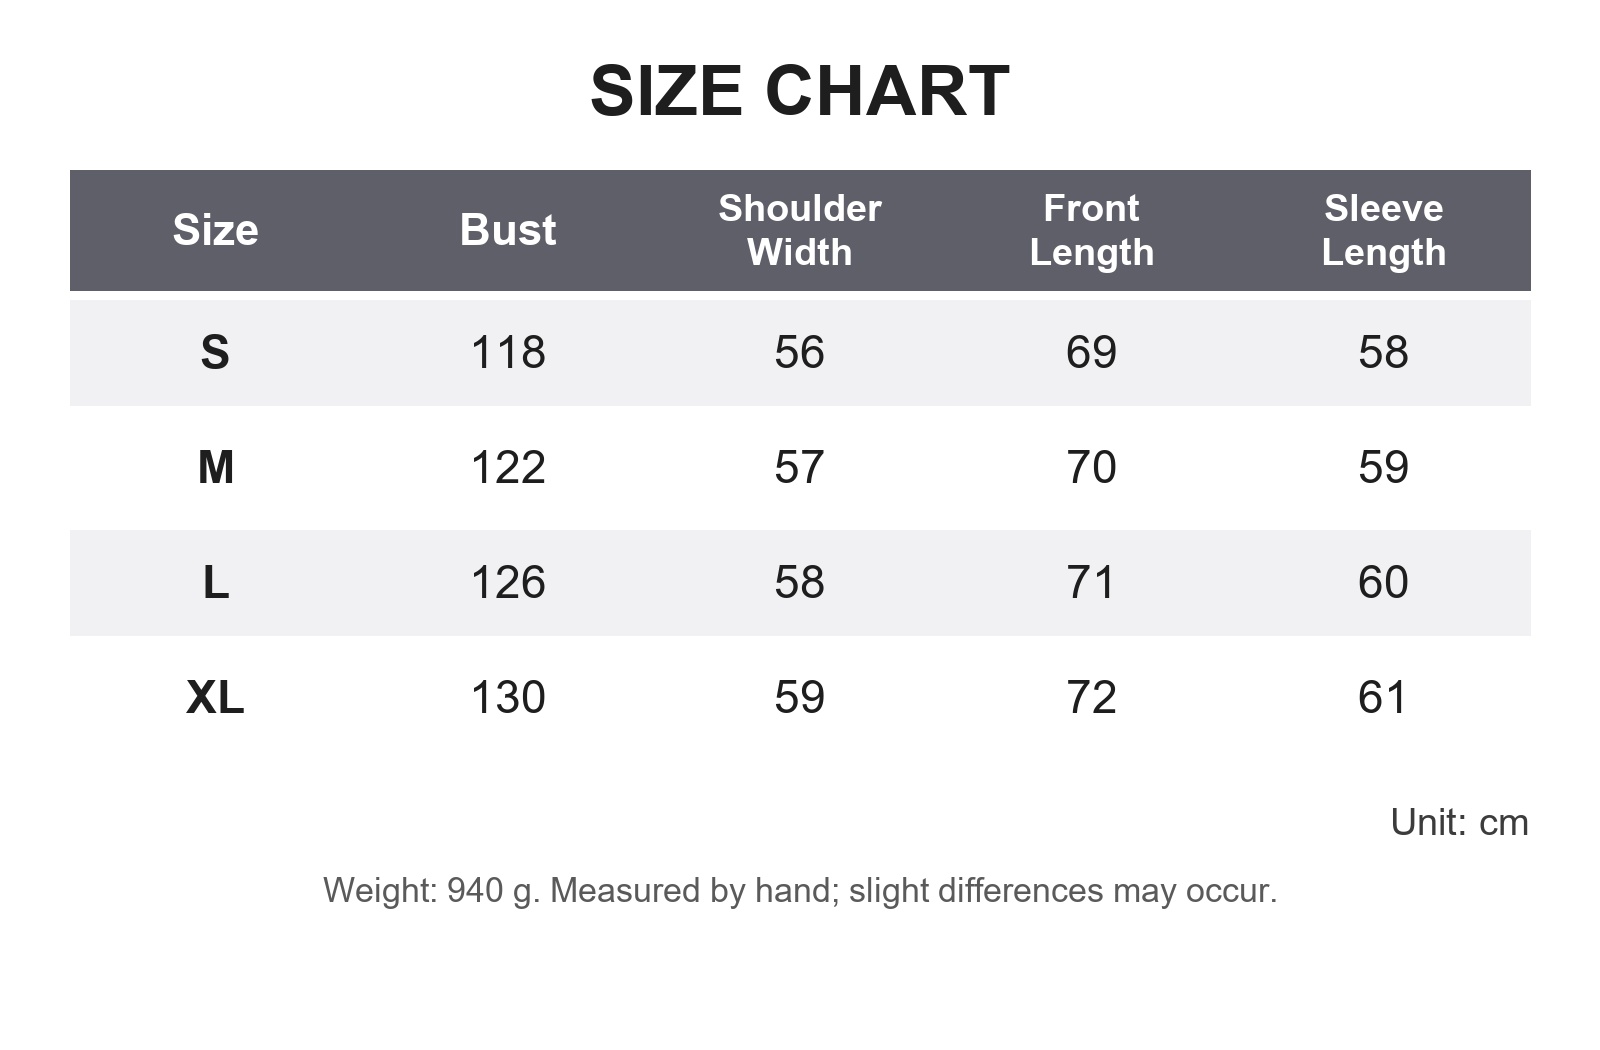 SIZE CHART
Size Bust Shoulder Width Front Length Sleeve Length
S 118 56 69 58
M 122 57 70 59
L 126 58 71 60
XL 130 59 72 61
Unit: cm
Weight: 940 g. Measured by hand; slight differences may occur.